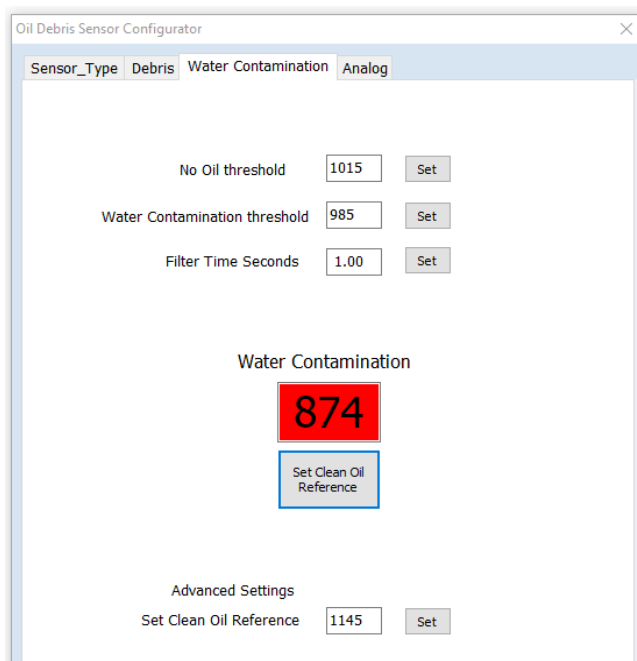 Oil Debris Sensor Configurator
Sensor_Type Debris Water Contamination Analog
No Oil threshold 1015 Set
Water Contamination threshold 985 Set
Filter Time Seconds 1.00 Set
Water Contamination
874
Set Clean Oil
Reference
Advanced Settings
Set Clean Oil Reference 1145 Set